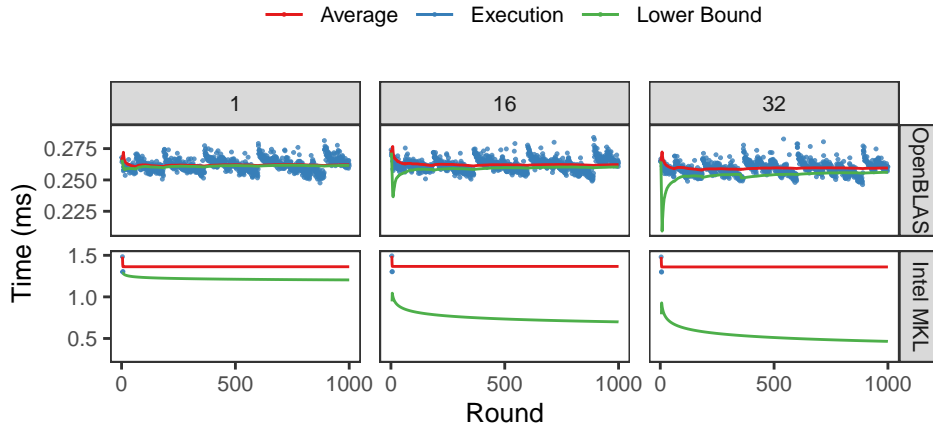 Average Execution Lower Bound
1 16 32
0.275
0.250
0.225
OpenBLAS
Time (ms)
1.5
1.0
0.5
Intel MKL
0 500 1000 0 500 1000 0 500 1000
Round